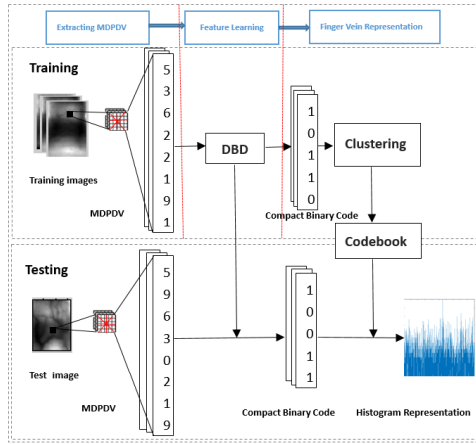 Extracting MDPDV
Feature Learning
Finger Vein Representation
Training
5
3
6
2
2
1
9
1
Training images
MDPDV
DBD
1
0
1
1
0
Compact Binary Code
Clustering
Codebook
Testing
5
9
6
3
0
2
1
9
Test image
MDPDV
1
0
0
1
1
Compact Binary Code
Histogram Representation